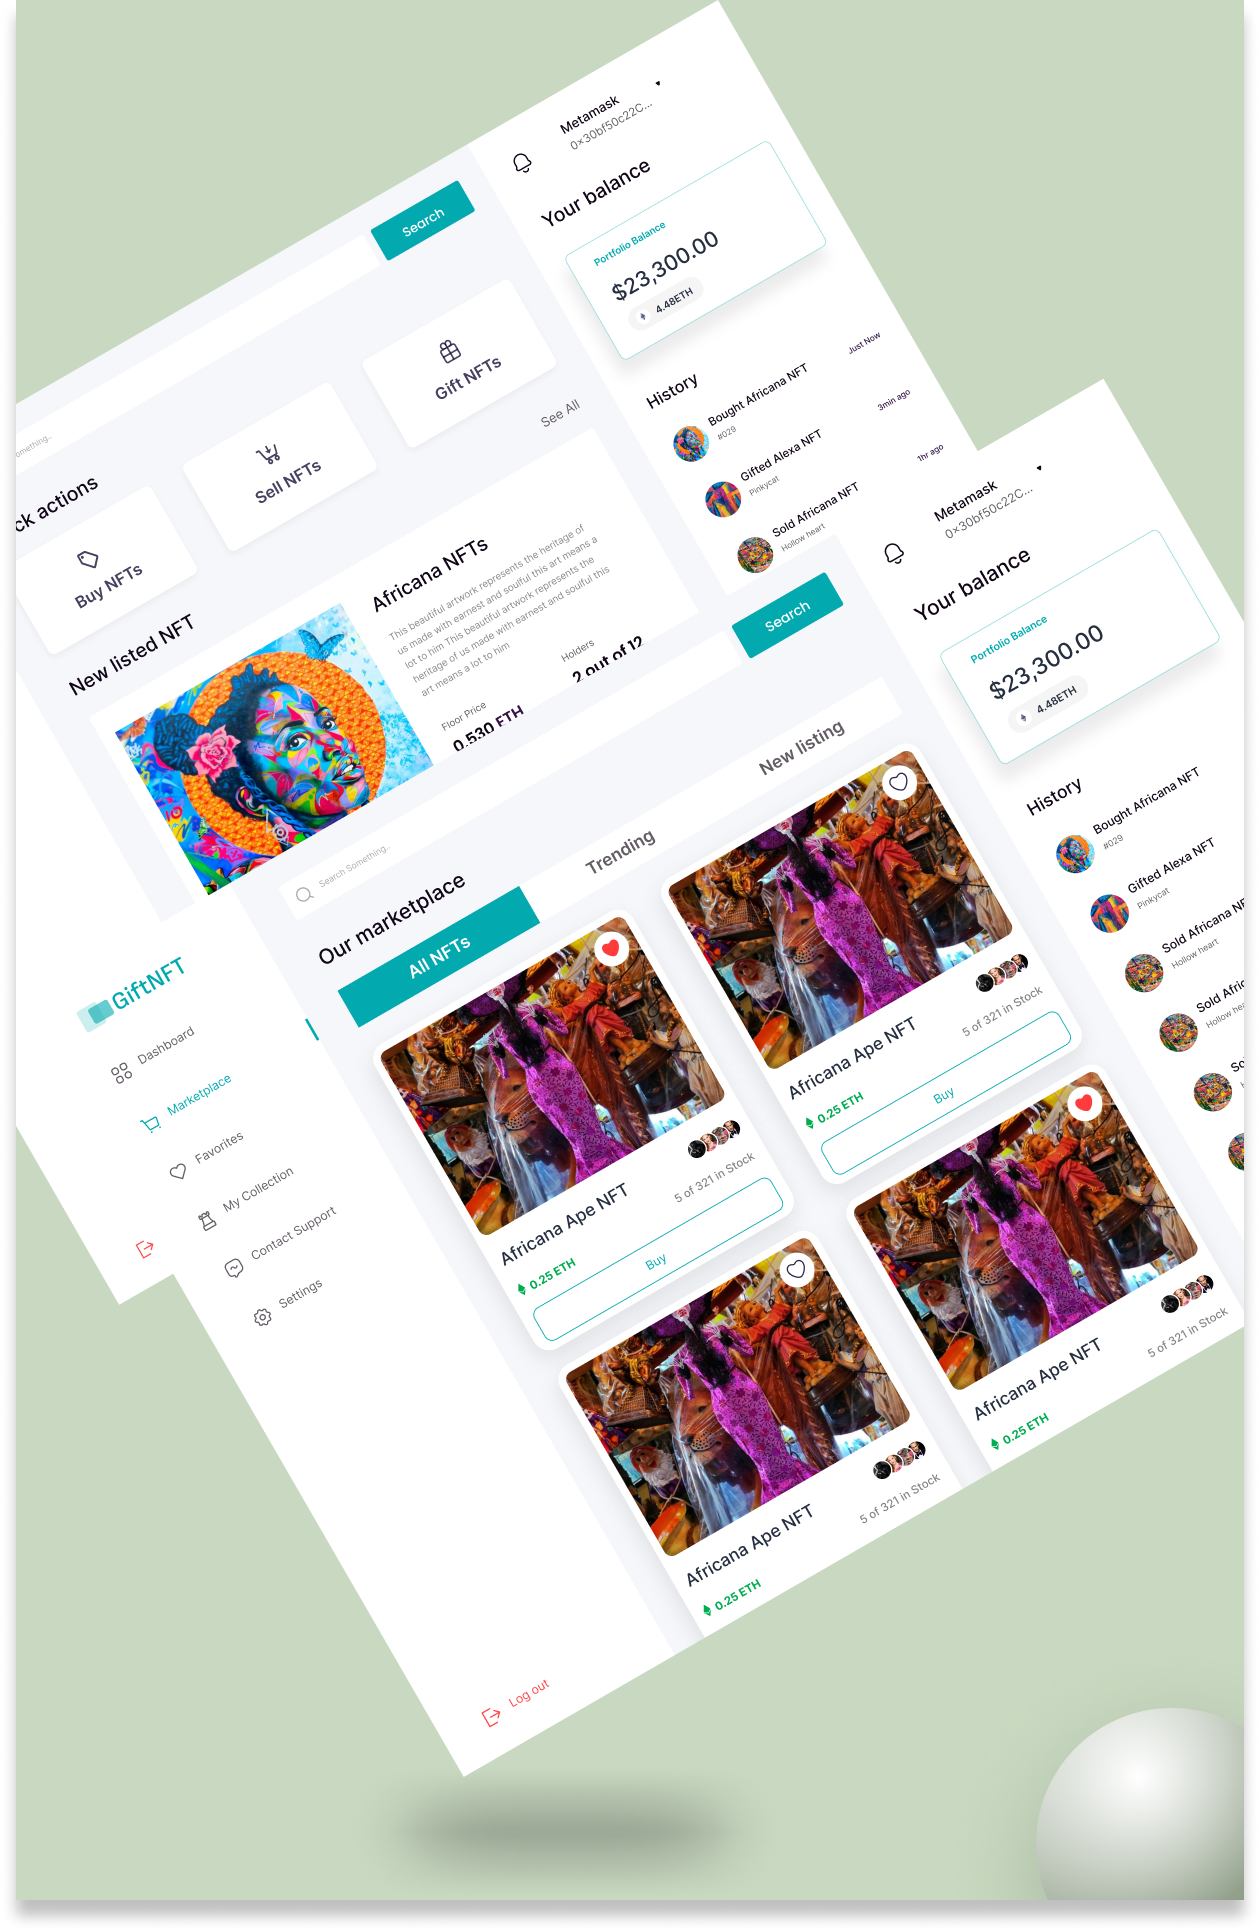 Metamask
0×30bf50c22C...
Your balance
Portfolio Balance
$23,300.00
4.48ETH
History
Bought Africana NFT
#029
Just Now
Gifted Alexa NFT
Pinkycat
3min ago
Sold Africana NFT
Hollow heart
1hr ago
Search
ck actions
Buy NFTs
Sell NFTs
Gift NFTs
See All
New listed NFT
Africana NFTs
This beautiful artwork represents the heritage of
us made with earnest and soulful this art means a
lot to him This beautiful artwork represents the
heritage of us made with earnest and soulful this
art means a lot to him
Floor Price
0.530 ETH
Holders
2 out of 12
GiftNFT
Dashboard
Marketplace
Favorites
My Collection
Contact Support
Settings
Log out
Search Something..
Search
Our marketplace
All NFTs
Trending
New listing
Africana Ape NFT
5 of 321 in Stock
0.25 ETH
Buy
Africana Ape NFT
5 of 321 in Stock
0.25 ETH
Buy
Africana Ape NFT
5 of 321 in Stock
0.25 ETH
Africana Ape NFT
5 of 321 in Stock
0.25 ETH
Metamask
0×30bf50c22C...
Your balance
Portfolio Balance
$23,300.00
4.48ETH
History
Bought Africana NFT
#029
Gifted Alexa NFT
Pinkycat
Sold Africana NF
Hollow heart
Sold Afric
Hollow hea
So